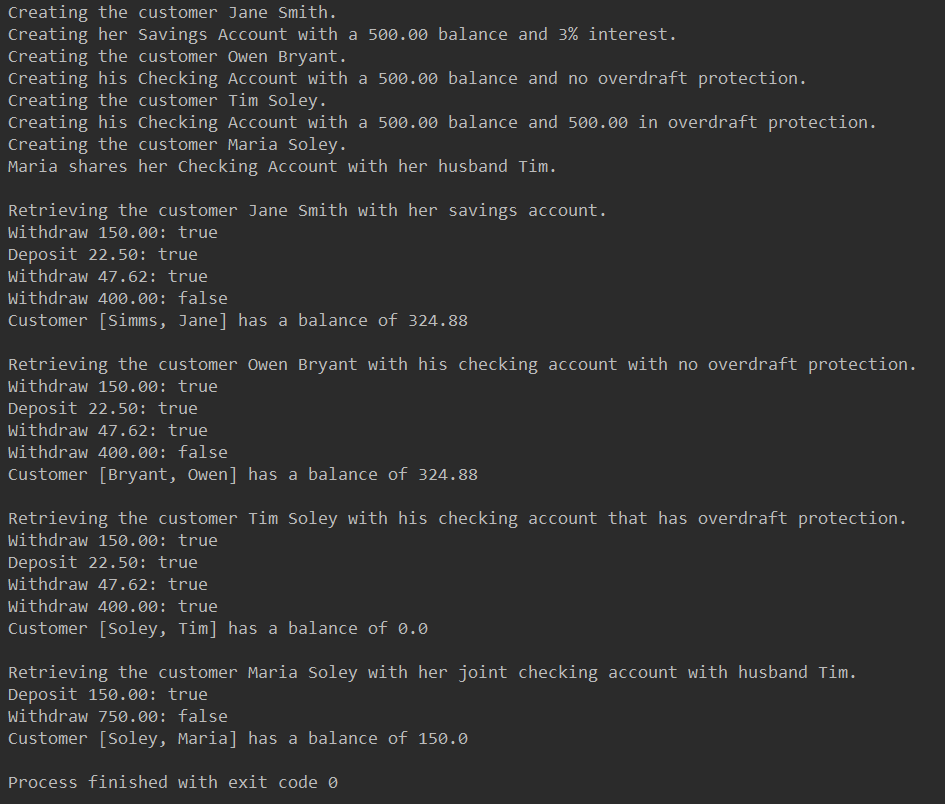 Creating the customer Jane Smith.
Creating her Savings Account with a 500.00 balance and 3% interest.
Creating the customer Owen Bryant.
Creating his Checking Account with a 500.00 balance and no overdraft protection.
Creating the customer Tim Soley.
Creating his Checking Account with a 500.00 balance and 500.00 in overdraft protection.
Creating the customer Maria Soley.
Maria shares her Checking Account with her husband Tim.

Retrieving the customer Jane Smith with her savings account.
Withdraw 150.00: true
Deposit 22.50: true
Withdraw 47.62: true
Withdraw 400.00: false
Customer [Simms, Jane] has a balance of 324.88

Retrieving the customer Owen Bryant with his checking account with no overdraft protection.
Withdraw 150.00: true
Deposit 22.50: true
Withdraw 47.62: true
Withdraw 400.00: false
Customer [Bryant, Owen] has a balance of 324.88

Retrieving the customer Tim Soley with his checking account that has overdraft protection.
Withdraw 150.00: true
Deposit 22.50: true
Withdraw 47.62: true
Withdraw 400.00: true
Customer [Soley, Tim] has a balance of 0.0

Retrieving the customer Maria Soley with her joint checking account with husband Tim.
Deposit 150.00: true
Withdraw 750.00: false
Customer [Soley, Maria] has a balance of 150.0

Process finished with exit code 0